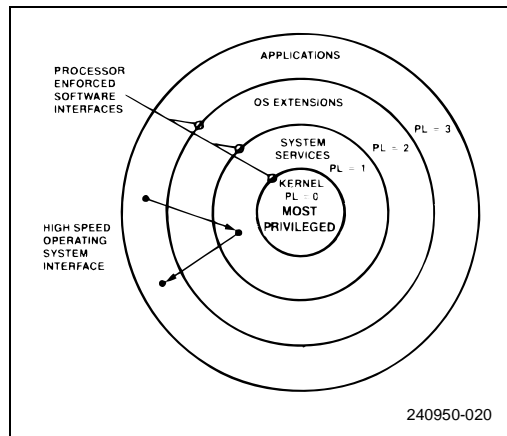 APPLICATIONS
PROCESSOR
ENFORCED
SOFTWARE
INTERFACES
OS EXTENSIONS
PL = 3
SYSTEM
SERVICES
PL = 2
PL = 1
KERNEL
PL = 0
MOST
PRIVILEGED
HIGH SPEED
OPERATING
SYSTEM
INTERFACE
240950-020